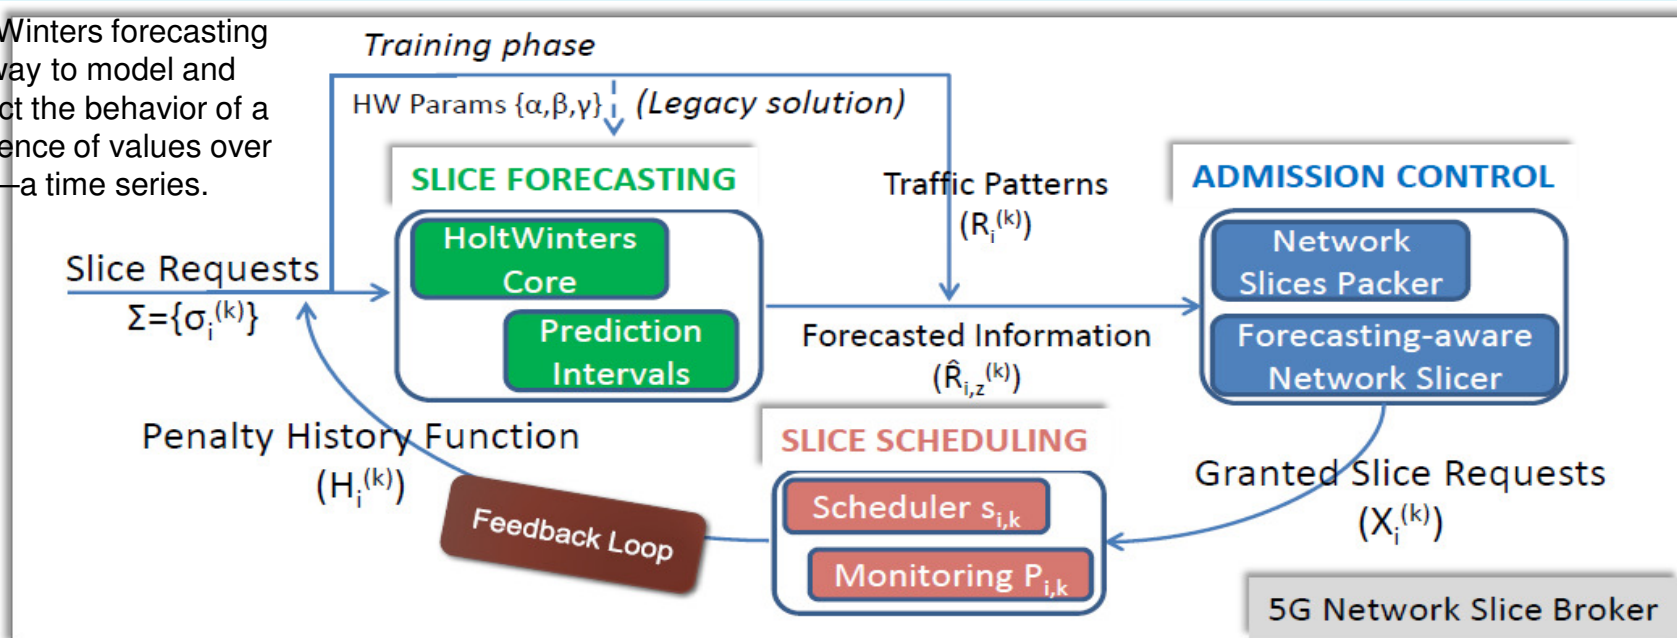 Winters forecasting
way to model and
ct the behavior of a
ence of values over
—a time series.
Training phase
HW Params {α,β,γ}
(Legacy solution)
SLICE FORECASTING
HoltWinters
Core
Prediction
Intervals
Slice Requests
Σ={σᵢ⁽ᵏ⁾}
Traffic Patterns
(Rᵢ⁽ᵏ⁾)
Forecasted Information
(R̂i,z⁽ᵏ⁾)
ADMISSION CONTROL
Network
Slices Packer
Forecasting-aware
Network Slicer
Penalty History Function
(Hᵢ⁽ᵏ⁾)
Feedback Loop
SLICE SCHEDULING
Scheduler si,k
Monitoring Pi,k
Granted Slice Requests
(Xᵢ⁽ᵏ⁾)
5G Network Slice Broker